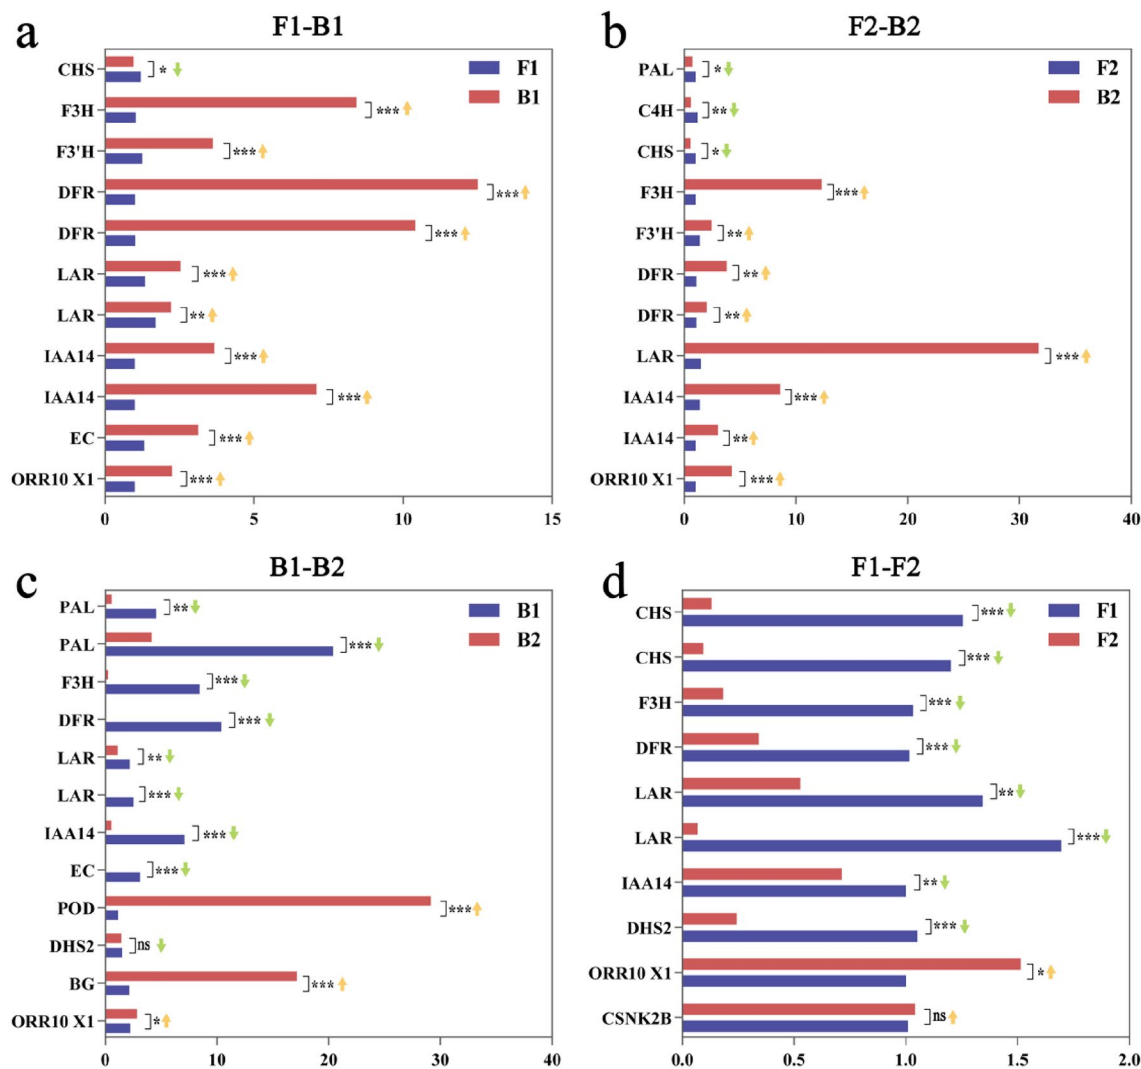 a
F1-B1
CHS * F1
F3H *** B1
F3'H ***
DFR ***
DFR ***
LAR ***
LAR **
IAA14 ***
IAA14 ***
EC ***
ORR10 X1 ***
0 5 10 15
b
F2-B2
PAL * F2
C4H ** B2
CHS *
F3H ***
F3'H **
DFR **
DFR **
LAR ***
IAA14 ***
IAA14 **
ORR10 X1 ***
0 10 20 30 40
c
B1-B2
PAL ** B1
PAL *** B2
F3H ***
DFR ***
LAR **
LAR ***
IAA14 ***
EC ***
POD ***
DHS2 ns
BG ***
ORR10 X1 *
0 10 20 30 40
d
F1-F2
CHS *** F1
CHS *** F2
F3H ***
DFR ***
LAR **
LAR ***
IAA14 **
DHS2 ***
ORR10 X1 *
CSNK2B ns
0.0 0.5 1.0 1.5 2.0